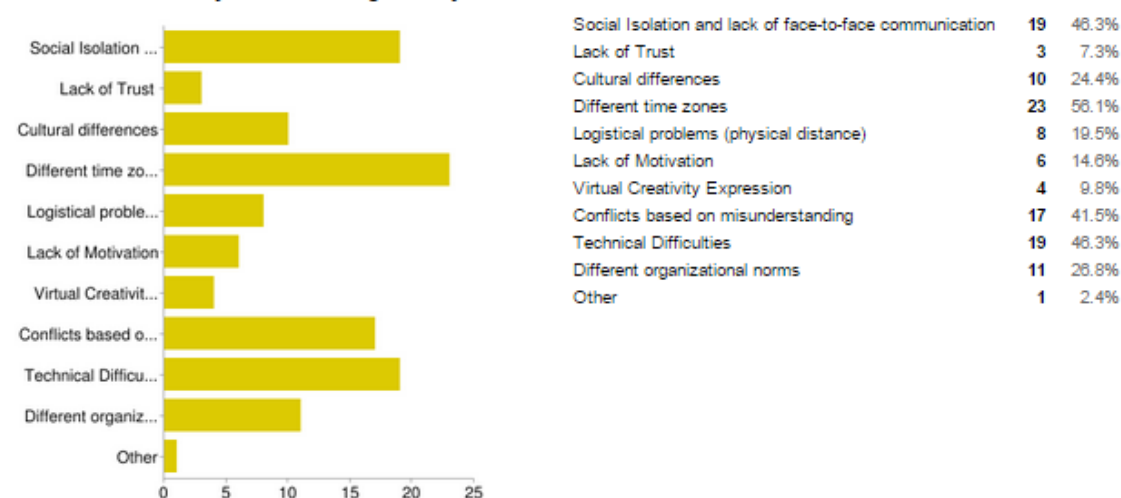 Social Isolation ...
Lack of Trust
Cultural differences
Different time zo...
Logistical proble...
Lack of Motivation
Virtual Creativit...
Conflicts based o...
Technical Difficu...
Different organiz...
Other
0 5 10 15 20 25
Social Isolation and lack of face-to-face communication 19 46.3%
Lack of Trust 3 7.3%
Cultural differences 10 24.4%
Different time zones 23 56.1%
Logistical problems (physical distance) 8 19.5%
Lack of Motivation 6 14.6%
Virtual Creativity Expression 4 9.8%
Conflicts based on misunderstanding 17 41.5%
Technical Difficulties 19 46.3%
Different organizational norms 11 26.8%
Other 1 2.4%